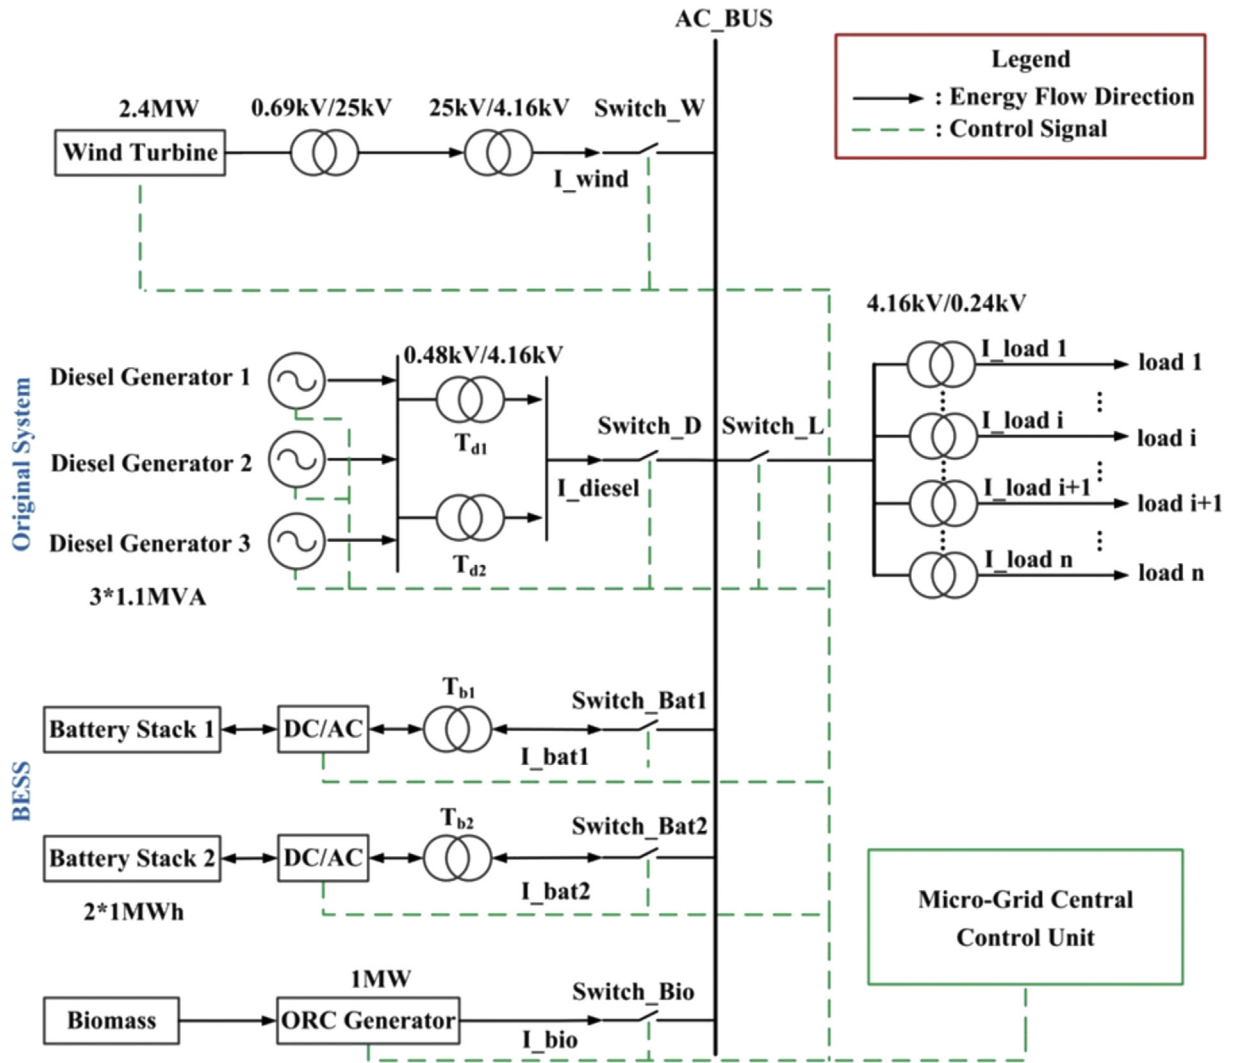 AC_BUS
Legend
: Energy Flow Direction
: Control Signal
2.4MW
0.69kV/25kV
25kV/4.16kV
Switch_W
Wind Turbine
I_wind
4.16kV/0.24kV
Original System
Diesel Generator 1
0.48kV/4.16kV
Td1
Diesel Generator 2
Switch_D
Switch_L
I_diesel
Diesel Generator 3
Td2
3*1.1MVA
I_load 1
load 1
I_load i
load i
I_load i+1
load i+1
I_load n
load n
BESS
Battery Stack 1
DC/AC
Tb1
Switch_Bat1
I_bat1
Battery Stack 2
DC/AC
Tb2
Switch_Bat2
I_bat2
2*1MWh
Micro-Grid Central
Control Unit
1MW
Biomass
ORC Generator
Switch_Bio
I_bio